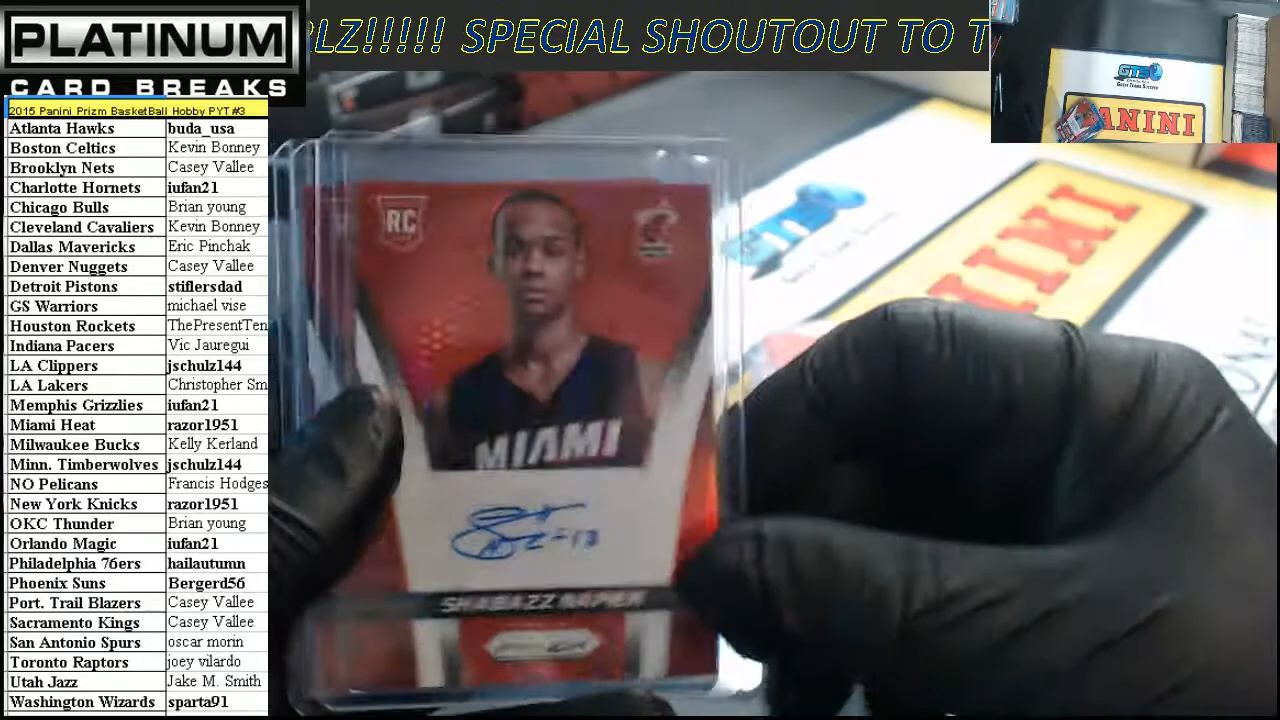 PLATINUM
CARD BREAKS
LZ!!!!! SPECIAL SHOUTOUT TO T
2015 Panini Prizm BasketBall Hobby PYT #3
Atlanta Hawks buda_usa
Boston Celtics Kevin Bonney
Brooklyn Nets Casey Vallee
Charlotte Hornets iufan21
Chicago Bulls Brian young
Cleveland Cavaliers Kevin Bonney
Dallas Mavericks Eric Pinchak
Denver Nuggets Casey Vallee
Detroit Pistons stiflersdad
GS Warriors michael vise
Houston Rockets ThePresentTen
Indiana Pacers Vic Jauregui
LA Clippers jschulz144
LA Lakers Christopher Sm
Memphis Grizzlies iufan21
Miami Heat razor1951
Milwaukee Bucks Kelly Kerland
Minn. Timberwolves jschulz144
NO Pelicans Francis Hodges
New York Knicks razor1951
OKC Thunder Brian young
Orlando Magic iufan21
Philadelphia 76ers hailautumn
Phoenix Suns Bergerd56
Port. Trail Blazers Casey Vallee
Sacramento Kings Casey Vallee
San Antonio Spurs oscar morin
Toronto Raptors joey vilardo
Utah Jazz Jake M. Smith
Washington Wizards sparta91
RC
MIAMI
SHABAZZ NAPIER
PRIZM
GTS
ININI
GTS
ANINI